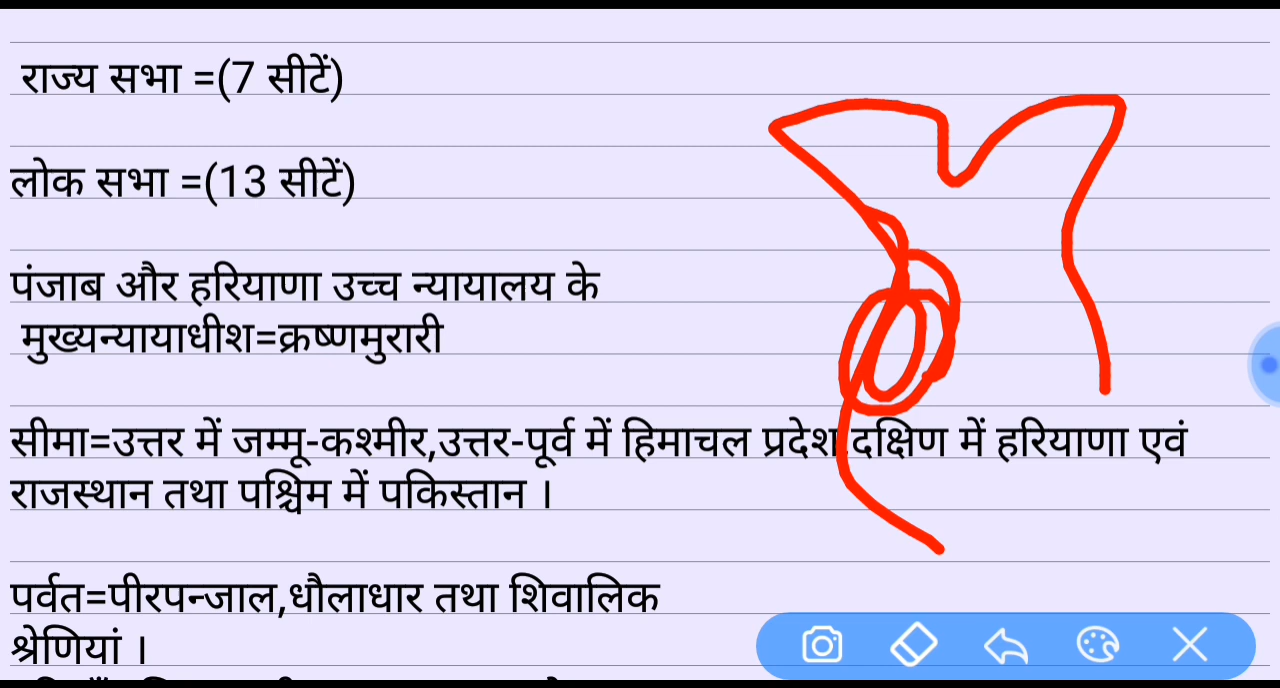 राज्य सभा =(7 सीटें)
लोक सभा =(13 सीटें)
पंजाब और हरियाणा उच्च न्यायालय के
मुख्यन्यायाधीश=क्रष्णमुरारी
सीमा=उत्तर में जम्मू-कश्मीर,उत्तर-पूर्व में हिमाचल प्रदेश दक्षिण में हरियाणा एवं
राजस्थान तथा पश्चिम में पकिस्तान ।
पर्वत=पीरपन्जाल,धौलाधार तथा शिवालिक
श्रेणियां ।